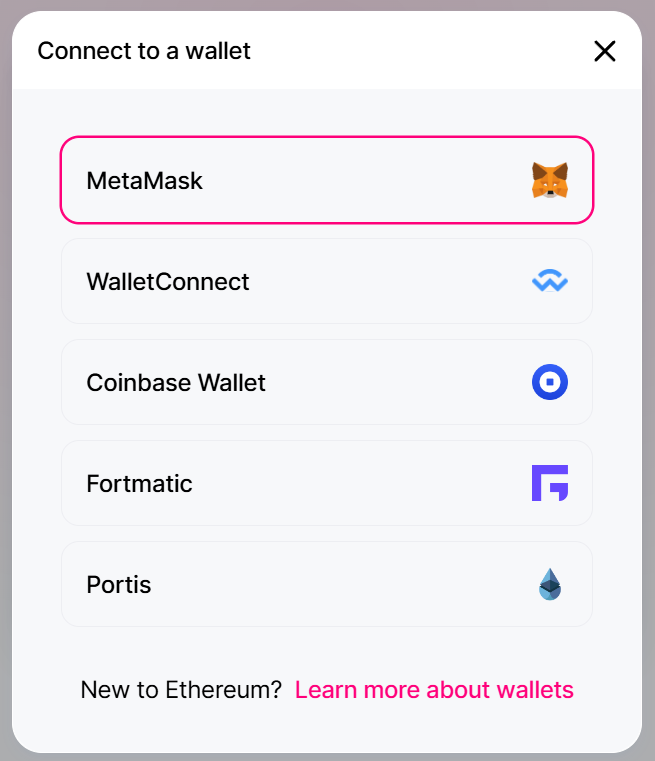 Connect to a wallet
MetaMask
WalletConnect
Coinbase Wallet
Fortmatic
Portis
New to Ethereum? Learn more about wallets